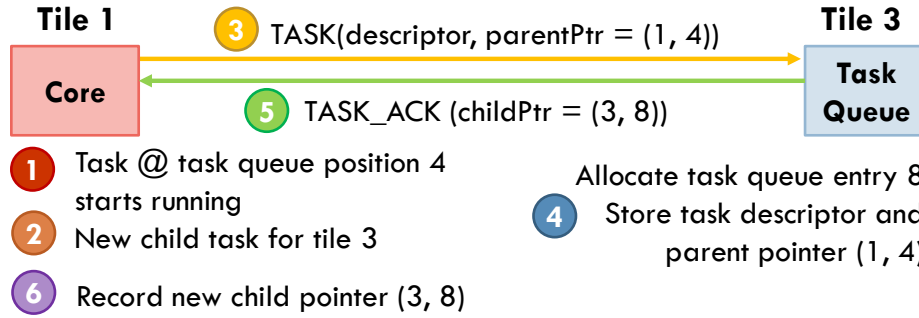 Tile 1
Tile 3
3 TASK(descriptor, parentPtr = (1, 4))
Core
Task
Queue
5 TASK_ACK (childPtr = (3, 8))
1 Task @ task queue position 4
starts running
2 New child task for tile 3
6 Record new child pointer (3, 8)
Allocate task queue entry 8
4 Store task descriptor and
parent pointer (1, 4)